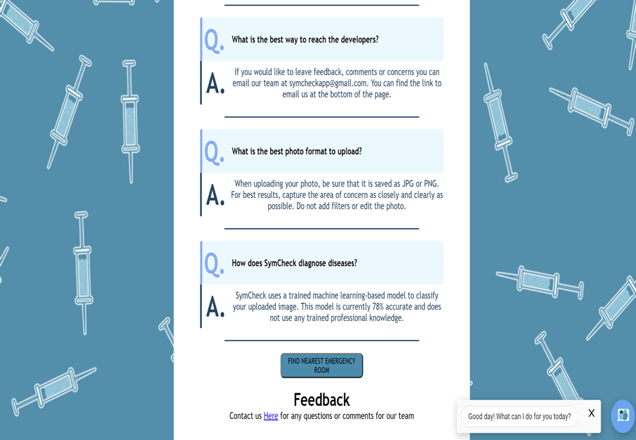 Q. What is the best way to reach the developers?
A. If you would like to leave feedback, comments or concerns you can
email our team at symcheckapp@gmail.com. You can find the link to
email us at the bottom of the page.
Q. What is the best photo format to upload?
A. When uploading your photo, be sure that it is saved as JPG or PNG.
For best results, capture the area of concern as closely and clearly as
possible. Do not add filters or edit the photo.
Q. How does SymCheck diagnose diseases?
A. SymCheck uses a trained machine learning-based model to classify
your uploaded image. This model is currently 78% accurate and does
not use any trained professional knowledge.
FIND NEAREST EMERGENCY
ROOM
Feedback
Contact us Here for any questions or comments for our team
Good day! What can I do for you today? X